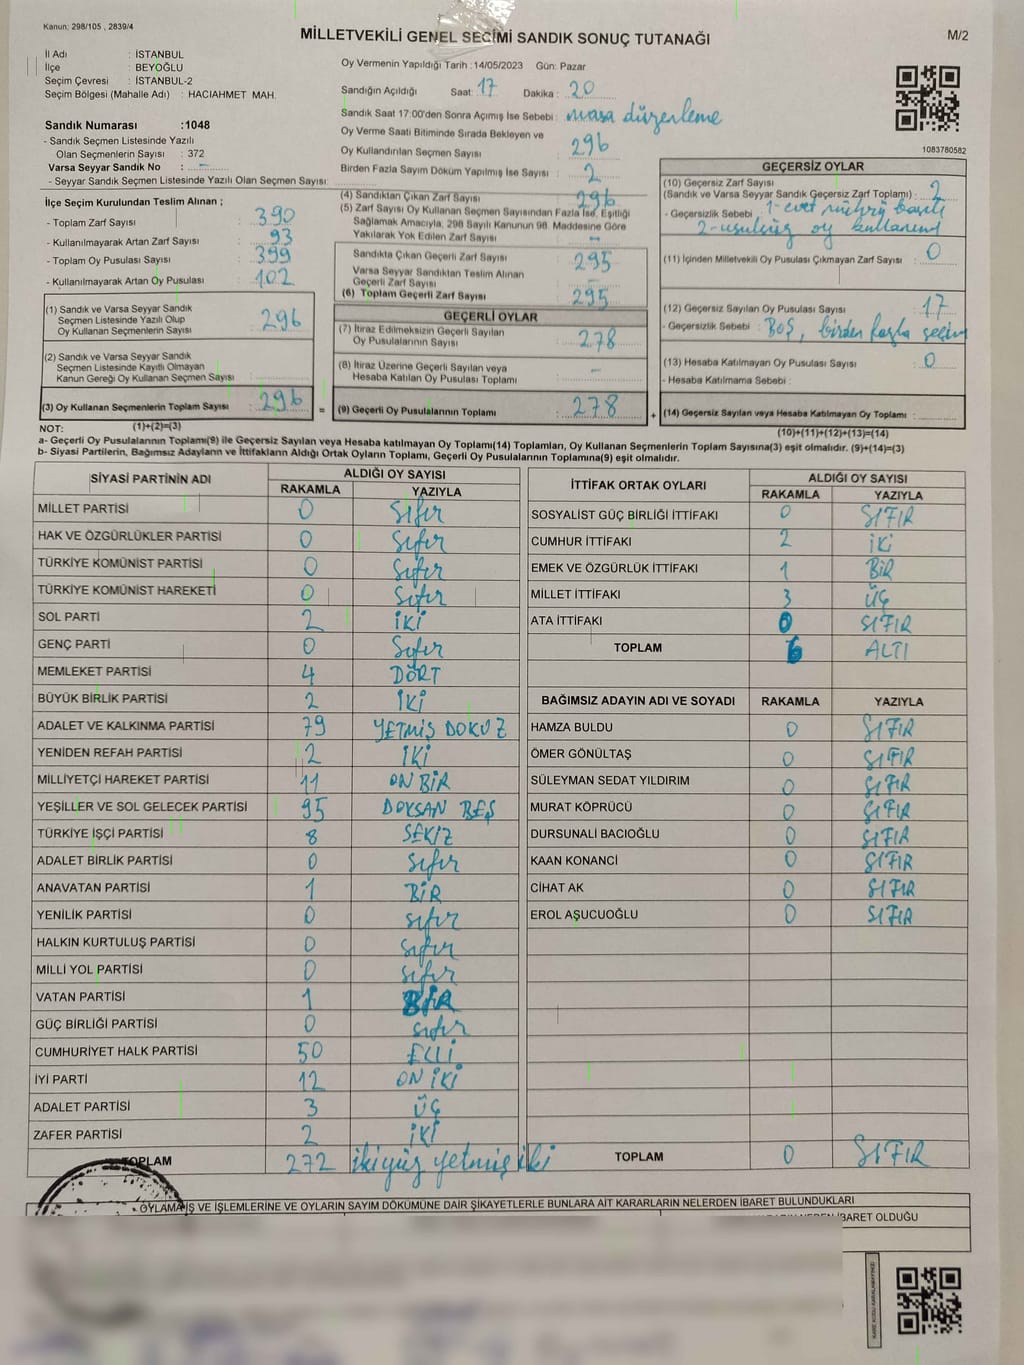 Kanun: 298/105 , 2839/4
MİLLETVEKİLİ GENEL SEÇİMİ SANDIK SONUÇ TUTANAĞI
M/2
İl Adı : İSTANBUL
İlçe : BEYOĞLU
Seçim Çevresi : İSTANBUL-2
Seçim Bölgesi (Mahalle Adı) : HACIAHMET MAH.
Sandık Numarası :1048
- Sandık Seçmen Listesinde Yazılı
Olan Seçmenlerin Sayısı : 372
Varsa Seyyar Sandık No : -
- Seyyar Sandık Seçmen Listesinde Yazılı Olan Seçmen Sayısı:
Oy Vermenin Yapıldığı Tarih :14/05/2023 Gün: Pazar
Sandığın Açıldığı Saat: 17 Dakika : 20
Sandık Saat 17:00'den Sonra Açılmış İse Sebebi : masa düzenleme
Oy Verme Saati Bitiminde Sırada Bekleyen ve
Oy Kullandırılan Seçmen Sayısı : 296
Birden Fazla Sayım Döküm Yapılmış İse Sayısı : 2
1083780582
İlçe Seçim Kurulundan Teslim Alınan ;
- Toplam Zarf Sayısı : 390
- Kullanılmayarak Artan Zarf Sayısı : 93
- Toplam Oy Pusulası Sayısı : 399
- Kullanılmayarak Artan Oy Pusulası : 102
(4) Sandıktan Çıkan Zarf Sayısı : 296
(5) Zarf Sayısı Oy Kullanan Seçmen Sayısından Fazla İse, Eşitliği
Sağlamak Amacıyla, 298 Sayılı Kanunun 98. Maddesine Göre
Yakılarak Yok Edilen Zarf Sayısı : -
Sandıkta Çıkan Geçerli Zarf Sayısı : 295
Varsa Seyyar Sandıktan Teslim Alınan
Geçerli Zarf Sayısı : -
(6) Toplam Geçerli Zarf Sayısı : 295
GEÇERSİZ OYLAR
(10) Geçersiz Zarf Sayısı
(Sandık ve Varsa Seyyar Sandık Geçersiz Zarf Toplamı) : 2
- Geçersizlik Sebebi : 1- evet mührü basılı
2-usulsüz oy kullanımı
(11) İçinden Milletvekili Oy Pusulası Çıkmayan Zarf Sayısı : 0
(12) Geçersiz Sayılan Oy Pusulası Sayısı : 17
- Geçersizlik Sebebi : BOŞ, birden fazla seçim
(13) Hesaba Katılmayan Oy Pusulası Sayısı : 0
- Hesaba Katılmama Sebebi :
(14) Geçersiz Sayılan veya Hesaba Katılmayan Oy Toplamı :
(10)+(11)+(12)+(13)=(14)
(1) Sandık ve Varsa Seyyar Sandık
Seçmen Listesinde Yazılı Olup
Oy Kullanan Seçmenlerin Sayısı : 296
(2) Sandık ve Varsa Seyyar Sandık
Seçmen Listesinde Kayıtlı Olmayan
Kanun Gereği Oy Kullanan Seçmen Sayısı :
(3) Oy Kullanan Seçmenlerin Toplam Sayısı : 296 =
(1)+(2)=(3)
GEÇERLİ OYLAR
(7) İtiraz Edilmeksizin Geçerli Sayılan
Oy Pusulalarının Sayısı : 278
(8) İtiraz Üzerine Geçerli Sayılan veya
Hesaba Katılan Oy Pusulası Toplamı : -
(9) Geçerli Oy Pusulalarının Toplamı : 278 +
NOT:
a- Geçerli Oy Pusulalarının Toplamı(9) ile Geçersiz Sayılan veya Hesaba katılmayan Oy Toplamı(14) Toplamları, Oy Kullanan Seçmenlerin Toplam Sayısına(3) eşit olmalıdır. (9)+(14)=(3)
b- Siyasi Partilerin, Bağımsız Adayların ve İttifakların Aldığı Ortak Oyların Toplamı, Geçerli Oy Pusulalarının Toplamına(9) eşit olmalıdır.
SİYASİ PARTİNİN ADI ALDIĞI OY SAYISI
RAKAMLA YAZIYLA
MİLLET PARTİSİ 0 Sıfır
HAK VE ÖZGÜRLÜKLER PARTİSİ 0 Sıfır
TÜRKİYE KOMÜNİST PARTİSİ 0 Sıfır
TÜRKİYE KOMÜNİST HAREKETİ 0 Sıfır
SOL PARTİ 2 İKİ
GENÇ PARTİ 0 Sıfır
MEMLEKET PARTİSİ 4 DÖRT
BÜYÜK BİRLİK PARTİSİ 2 İKİ
ADALET VE KALKINMA PARTİSİ 79 YETMİŞ DOKUZ
YENİDEN REFAH PARTİSİ 2 İKİ
MİLLİYETÇİ HAREKET PARTİSİ 11 ON BİR
YEŞİLLER VE SOL GELECEK PARTİSİ 95 DOKSAN BEŞ
TÜRKİYE İŞÇİ PARTİSİ 8 SEKİZ
ADALET BİRLİK PARTİSİ 0 sıfır
ANAVATAN PARTİSİ 1 BİR
YENİLİK PARTİSİ 0 sıfır
HALKIN KURTULUŞ PARTİSİ 0 sıfır
MİLLİ YOL PARTİSİ 0 sıfır
VATAN PARTİSİ 1 BİR
GÜÇ BİRLİĞİ PARTİSİ 0 sıfır
CUMHURİYET HALK PARTİSİ 50 ELLİ
İYİ PARTİ 12 ON İKİ
ADALET PARTİSİ 3 ÜÇ
ZAFER PARTİSİ 2 İKİ
TOPLAM 272 ikiyüz yetmiş iki
İTTİFAK ORTAK OYLARI ALDIĞI OY SAYISI
RAKAMLA YAZIYLA
SOSYALİST GÜÇ BİRLİĞİ İTTİFAKI 0 SIFIR
CUMHUR İTTİFAKI 2 İKİ
EMEK VE ÖZGÜRLÜK İTTİFAKI 1 BİR
MİLLET İTTİFAKI 3 ÜÇ
ATA İTTİFAKI 0 SIFIR
TOPLAM 6 ALTI
BAĞIMSIZ ADAYIN ADI VE SOYADI RAKAMLA YAZIYLA
HAMZA BULDU 0 SIFIR
ÖMER GÖNÜLTAŞ 0 SIFIR
SÜLEYMAN SEDAT YILDIRIM 0 SIFIR
MURAT KÖPRÜCÜ 0 SIFIR
DURSUNALİ BACIOĞLU 0 SIFIR
KAAN KONANCİ 0 SIFIR
CİHAT AK 0 SIFIR
EROL AŞUCUOĞLU 0 SIFIR
TOPLAM 0 SIFIR
OYLAMA İŞ VE İŞLEMLERİNE VE OYLARIN SAYIM DÖKÜMÜNE DAİR ŞİKAYETLERLE BUNLARA AİT KARARLARIN NELERDEN İBARET BULUNDUKLARI
İBARET OLDUĞU